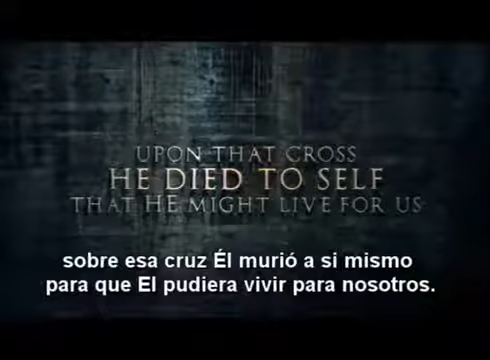 UPON THAT CROSS
HE DIED TO SELF
THAT HE MIGHT LIVE FOR US
sobre esa cruz Él murió a si mismo
para que El pudiera vivir para nosotros.